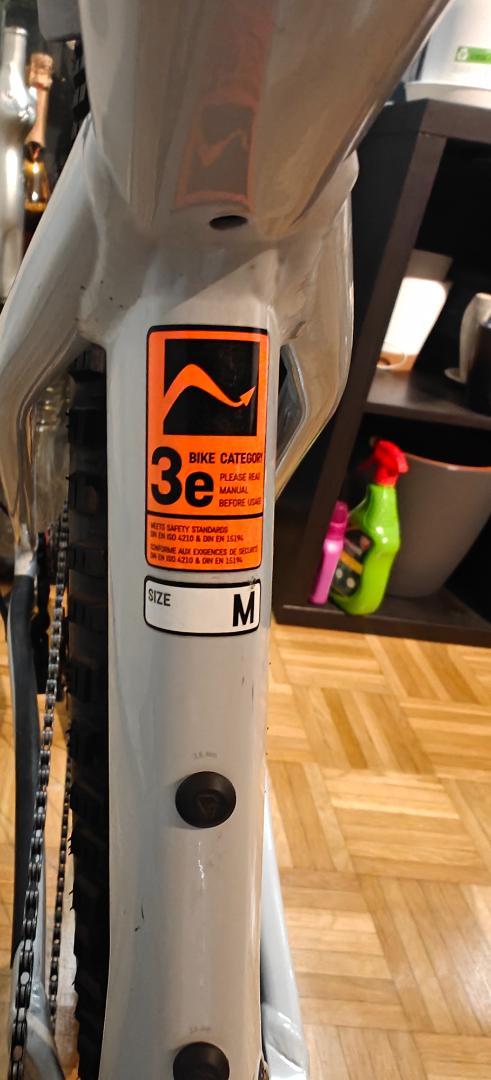 BIKE CATEGORY
3e
PLEASE READ
MANUAL
BEFORE USAGE
MEETS SAFETY STANDARDS
DIN EN ISO 4210 & DIN EN 15194
CONFORME AUX EXIGENCES DE SÉCURITÉ
DIN EN ISO 4210 & DIN EN 15194
SIZE
M